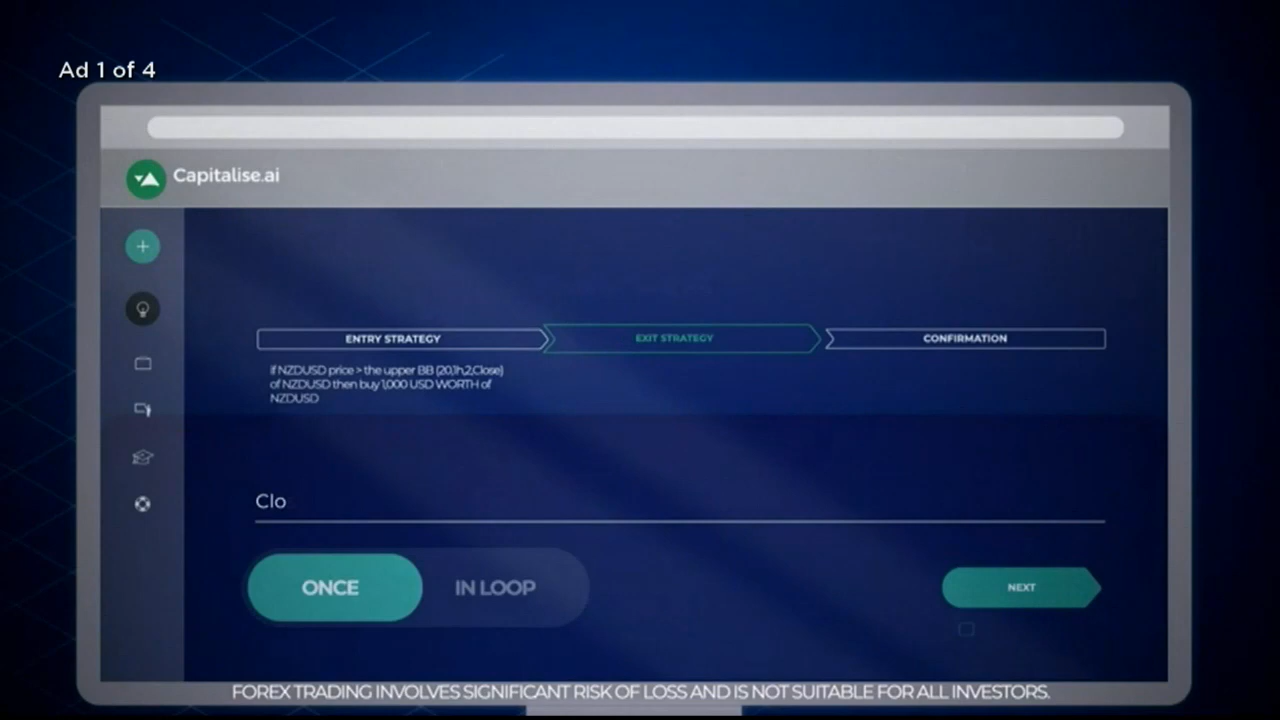 Ad 1 of 4
Capitalise.ai
ENTRY STRATEGY
EXIT STRATEGY
CONFIRMATION
if NZDUSD price > the upper BB (20,1h,2,Close)
of NZDUSD then buy 1,000 USD WORTH of
NZDUSD
Clo
ONCE
IN LOOP
NEXT
FOREX TRADING INVOLVES SIGNIFICANT RISK OF LOSS AND IS NOT SUITABLE FOR ALL INVESTORS.